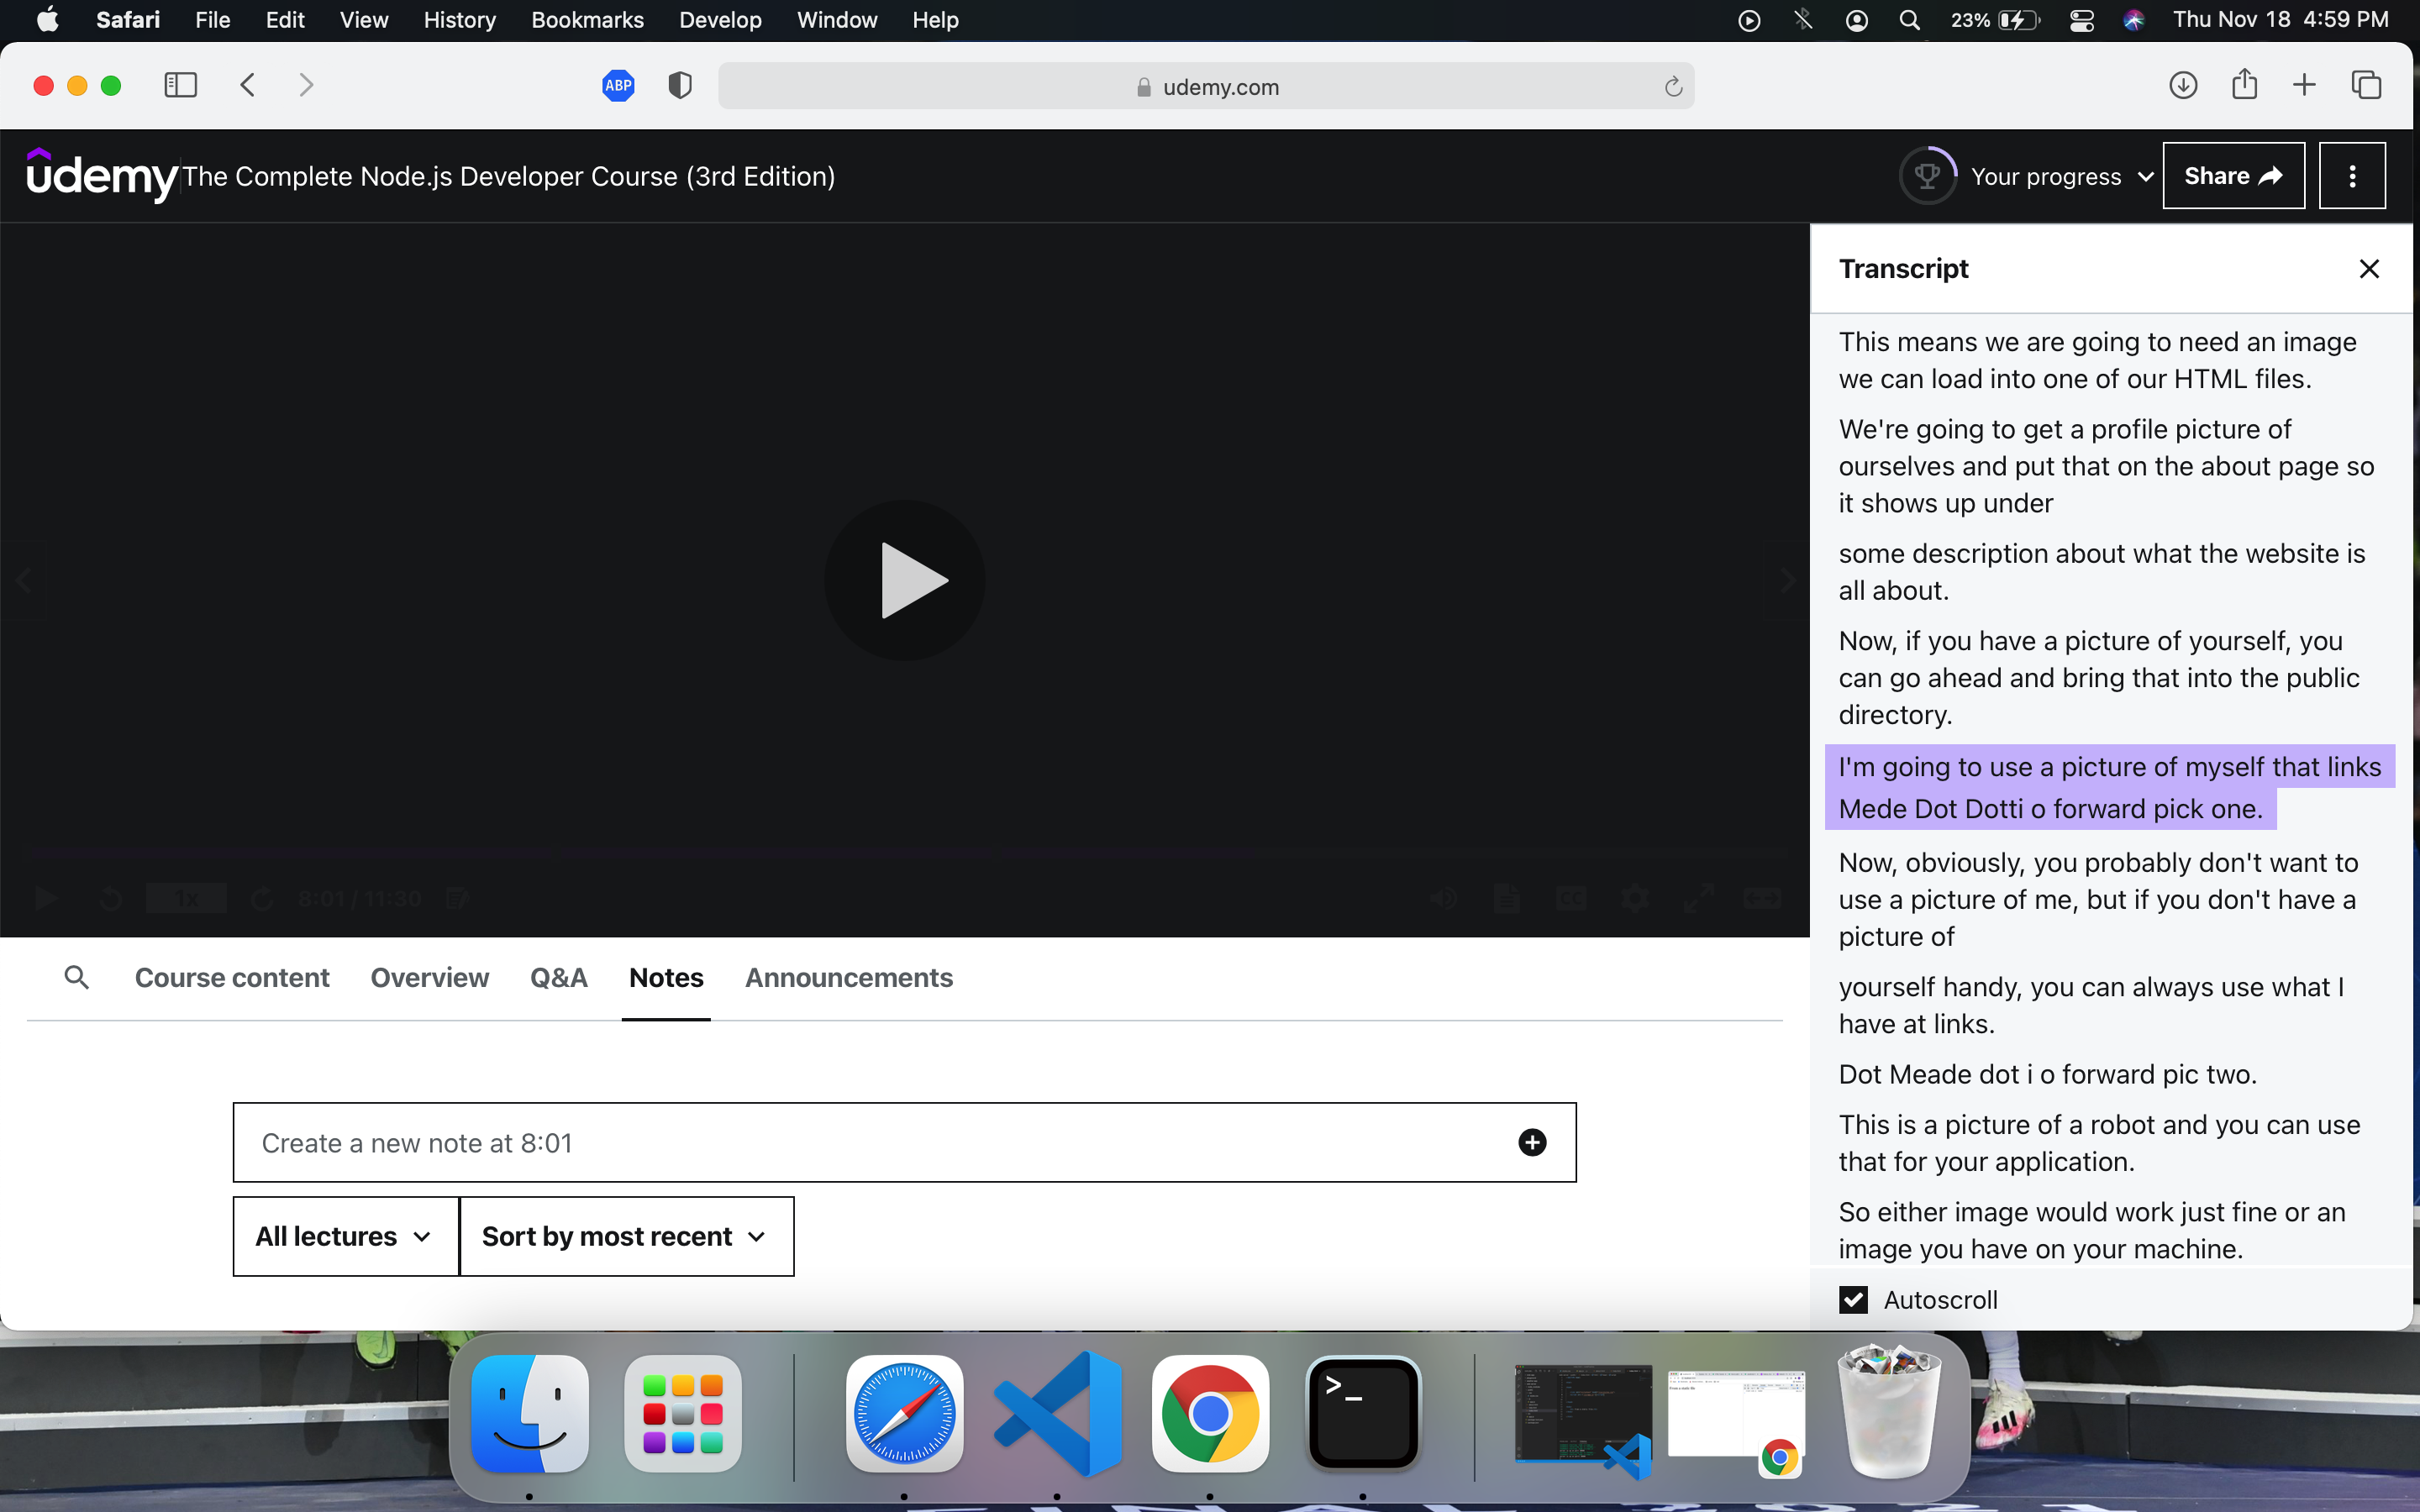 Safari File Edit View History Bookmarks Develop Window Help 23% Thu Nov 18 4:59 PM
ABP udemy.com
udemy The Complete Node.js Developer Course (3rd Edition) Your progress Share
Transcript
This means we are going to need an image
we can load into one of our HTML files.
We're going to get a profile picture of
ourselves and put that on the about page so
it shows up under
some description about what the website is
all about.
Now, if you have a picture of yourself, you
can go ahead and bring that into the public
directory.
I'm going to use a picture of myself that links
Mede Dot Dotti o forward pick one.
Now, obviously, you probably don't want to
use a picture of me, but if you don't have a
picture of
yourself handy, you can always use what I
have at links.
Dot Meade dot i o forward pic two.
This is a picture of a robot and you can use
that for your application.
So either image would work just fine or an
image you have on your machine.
Autoscroll
1x 8:01 / 11:30 CC
Course content Overview Q&A Notes Announcements
Create a new note at 8:01
All lectures Sort by most recent
>_